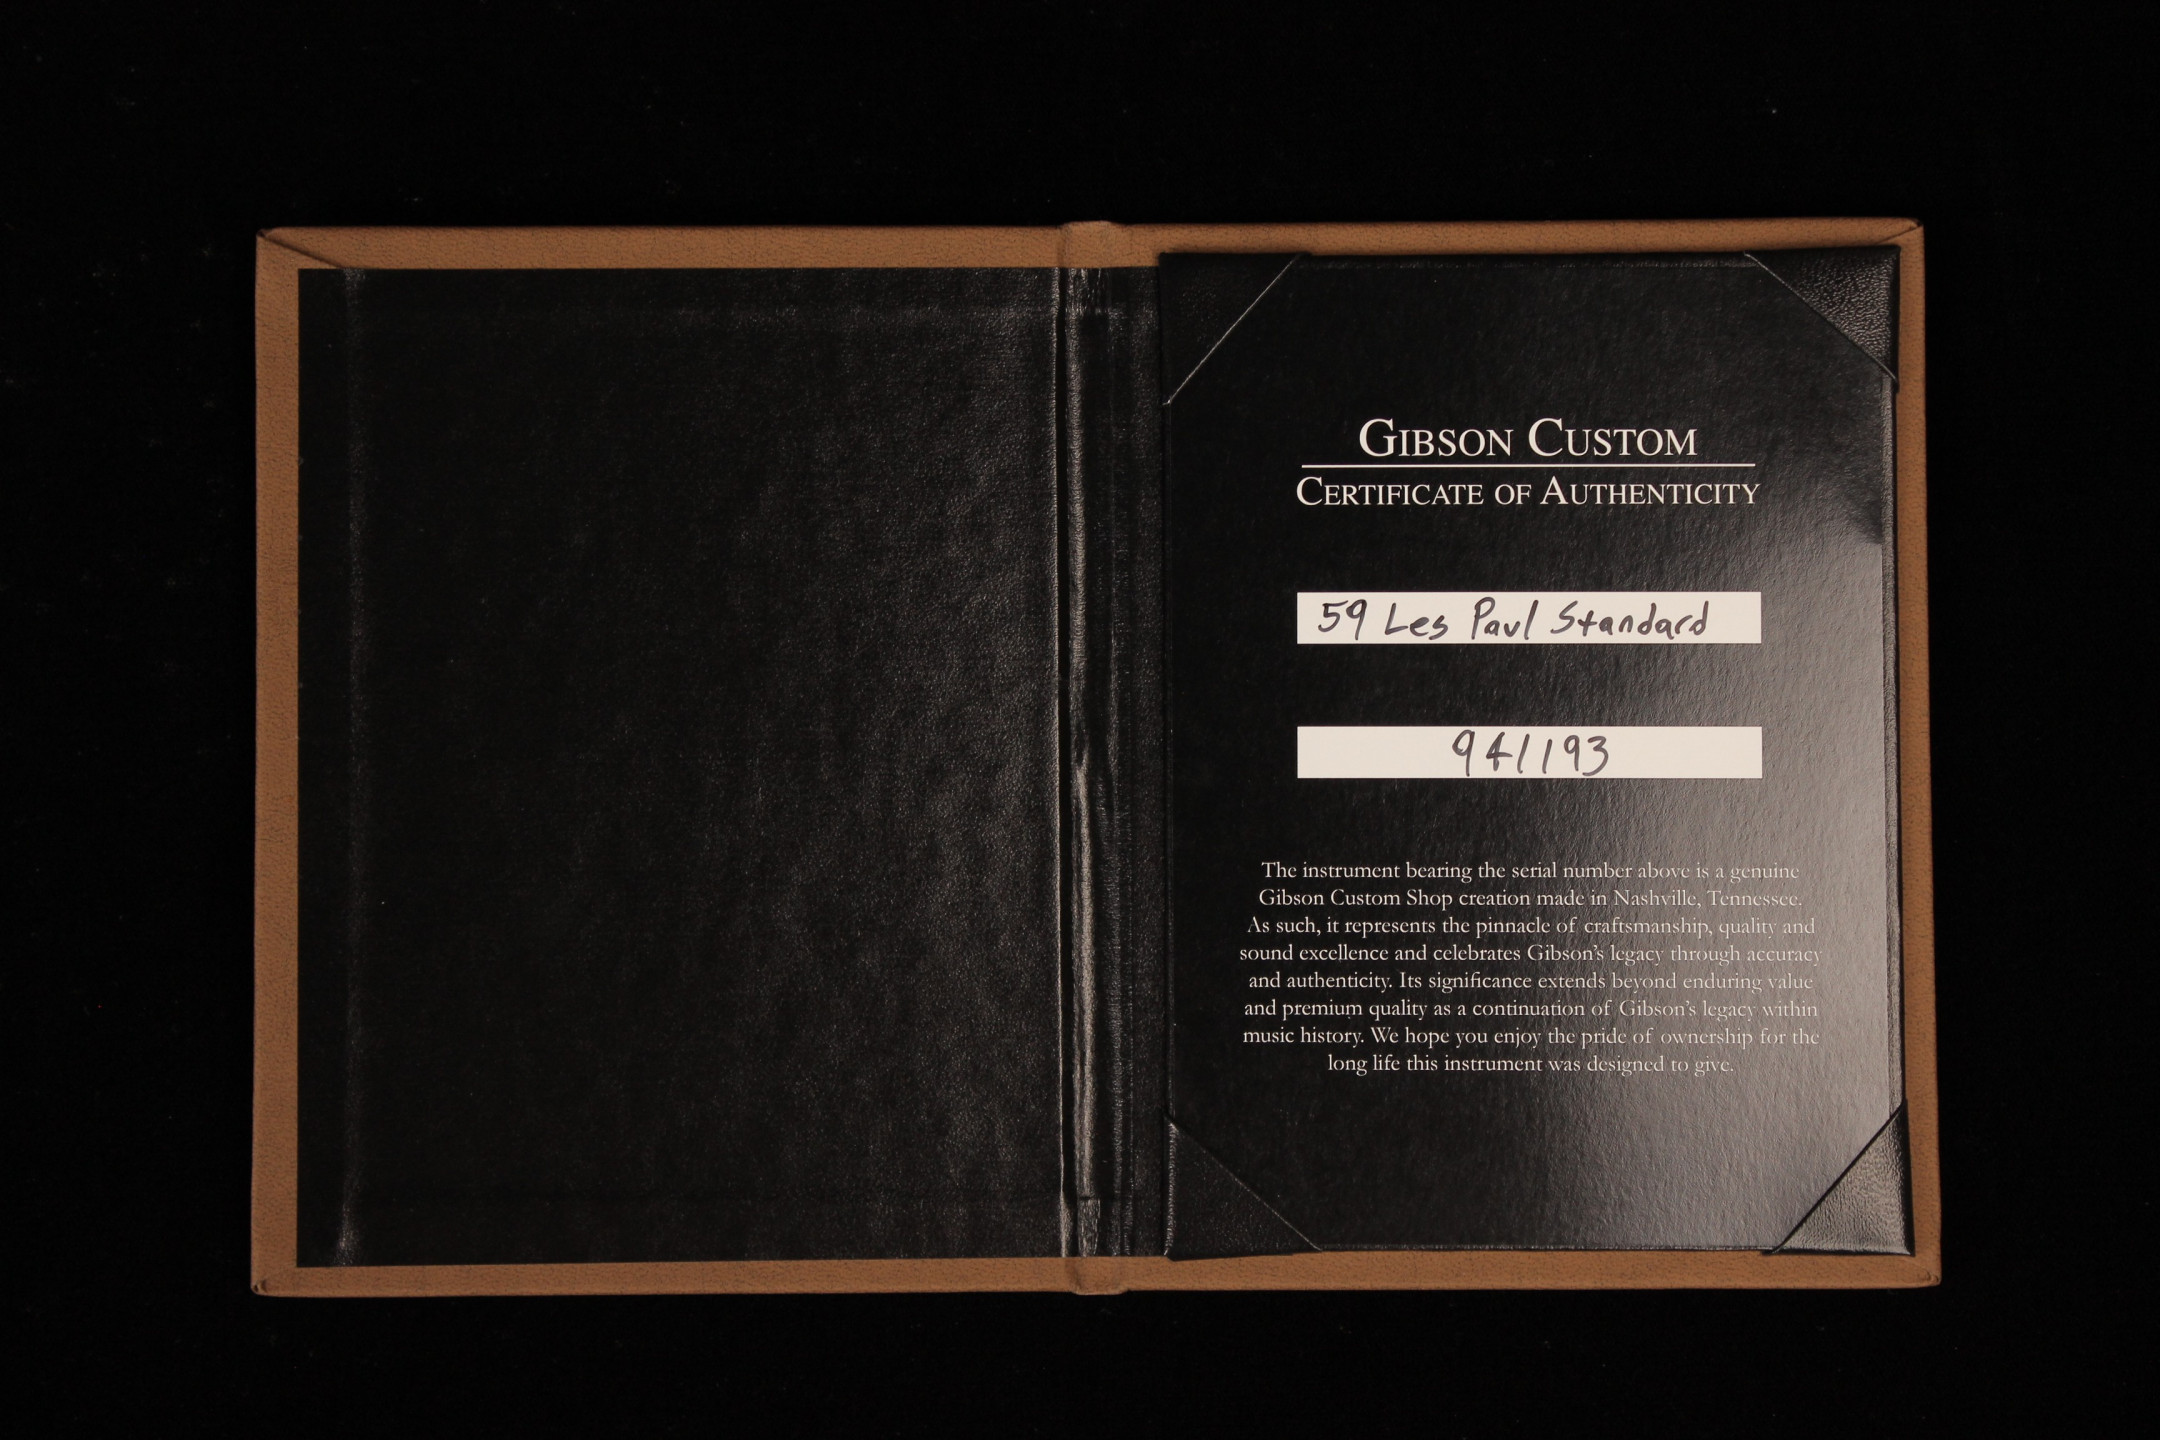 GIBSON CUSTOM
CERTIFICATE OF AUTHENTICITY
59 Les Paul Standard
941193
The instrument bearing the serial number above is a genuine
Gibson Custom Shop creation made in Nashville, Tennessee.
As such, it represents the pinnacle of craftsmanship, quality and
sound excellence and celebrates Gibson's legacy through accuracy
and authenticity. Its significance extends beyond enduring value
and premium quality as a continuation of Gibson's legacy within
music history. We hope you enjoy the pride of ownership for the
long life this instrument was designed to give.